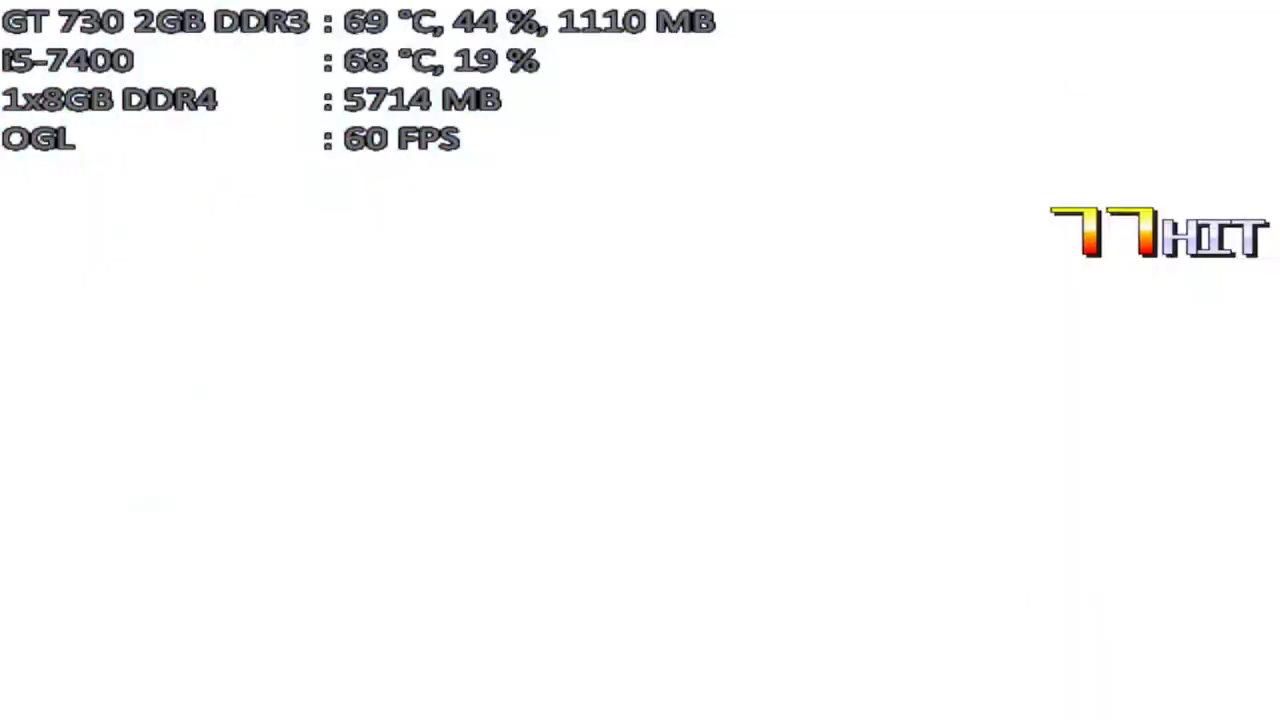 GT 730 2GB DDR3 : 69 °C, 44 %, 1110 MB
i5-7400 : 68 °C, 19 %
1x8GB DDR4 : 5714 MB
OGL : 60 FPS
77HIT